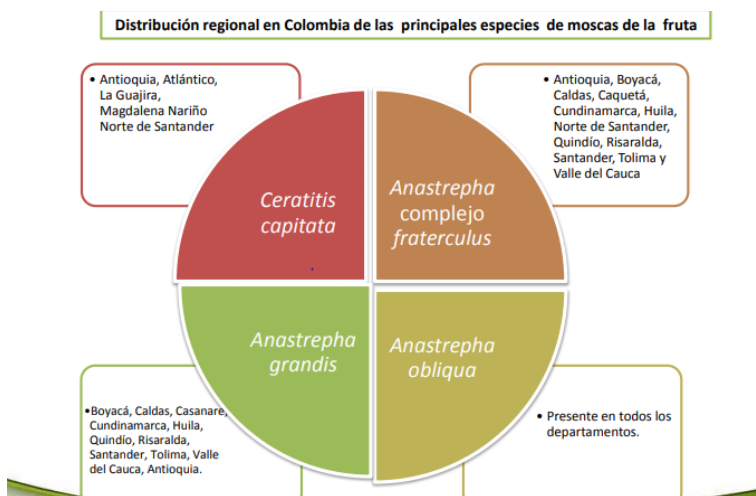 Distribución regional en Colombia de las principales especies de moscas de la fruta
• Antioquia, Atlántico,
La Guajira,
Magdalena Nariño
Norte de Santander
• Antioquia, Boyacá,
Caldas, Caquetá,
Cundinamarca, Huila,
Norte de Santander,
Quindío, Risaralda,
Santander, Tolima y
Valle del Cauca
Ceratitis
capitata
Anastrepha
complejo
fraterculus
Anastrepha
grandis
Anastrepha
obliqua
•Boyacá, Caldas, Casanare,
Cundinamarca, Huila,
Quindío, Risaralda,
Santander, Tolima, Valle
del Cauca, Antioquia.
• Presente en todos los
departamentos.